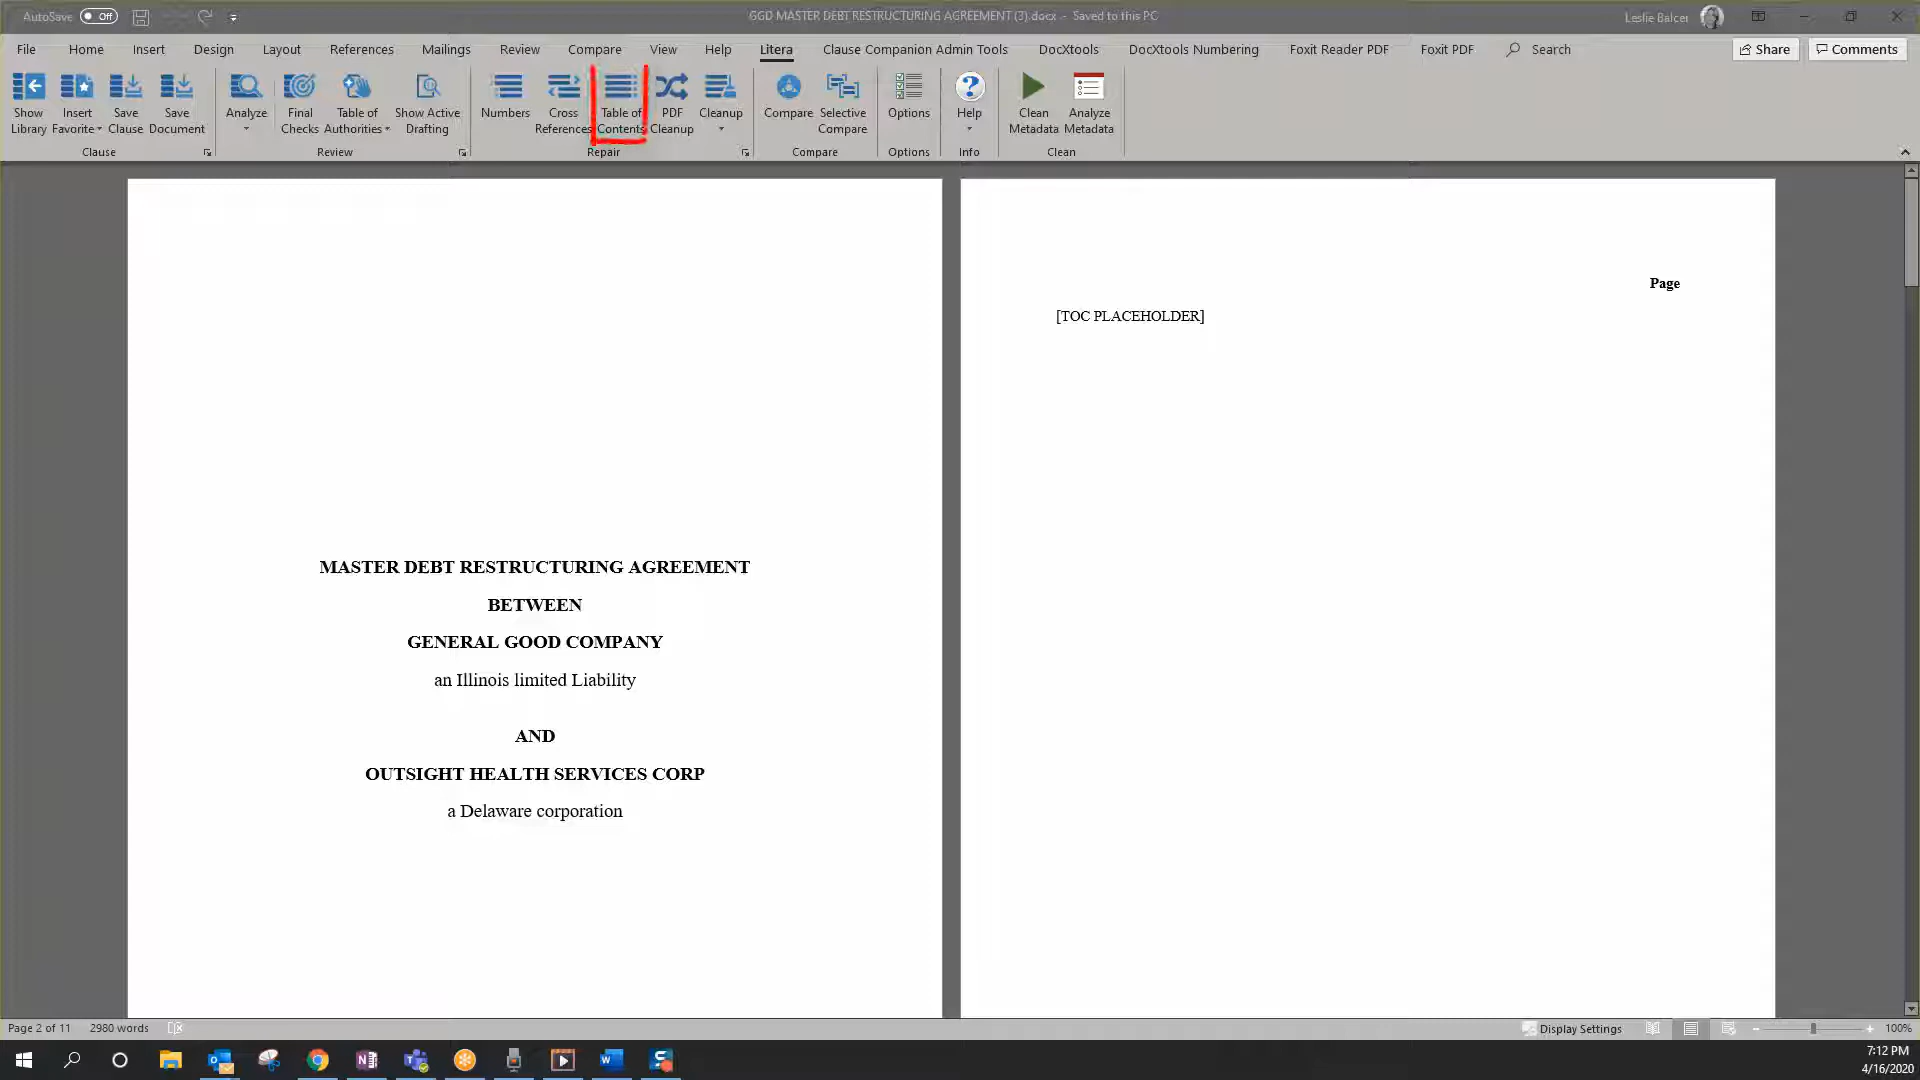 AutoSave Off
GGD MASTER DEBT RESTRUCTURING AGREEMENT (3).docx - Saved to this PC
Leslie Balcer
File Home Insert Design Layout References Mailings Review Compare View Help Litera Clause Companion Admin Tools DocXtools DocXtools Numbering Foxit Reader PDF Foxit PDF Search
Share Comments
Show Library
Insert Favorite
Save Clause
Save Document
Clause
Analyze
Final Checks
Table of Authorities
Show Active Drafting
Review
Numbers
Cross References
Table of Contents
PDF Cleanup
Cleanup
Repair
Compare
Selective Compare
Compare
Options
Options
Help
Info
Clean Metadata
Analyze Metadata
Clean
MASTER DEBT RESTRUCTURING AGREEMENT
BETWEEN
GENERAL GOOD COMPANY
an Illinois limited Liability
AND
OUTSIGHT HEALTH SERVICES CORP
a Delaware corporation
Page
[TOC PLACEHOLDER]
Page 2 of 11 2980 words
Display Settings
100%
7:12 PM
4/16/2020